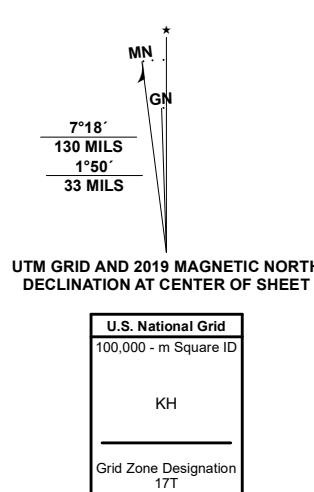 ★
MN
GN
7°18´
130 MILS
1°50´
33 MILS
UTM GRID AND 2019 MAGNETIC NORTH
DECLINATION AT CENTER OF SHEET
U.S. National Grid
100,000 - m Square ID
KH
Grid Zone Designation
17T